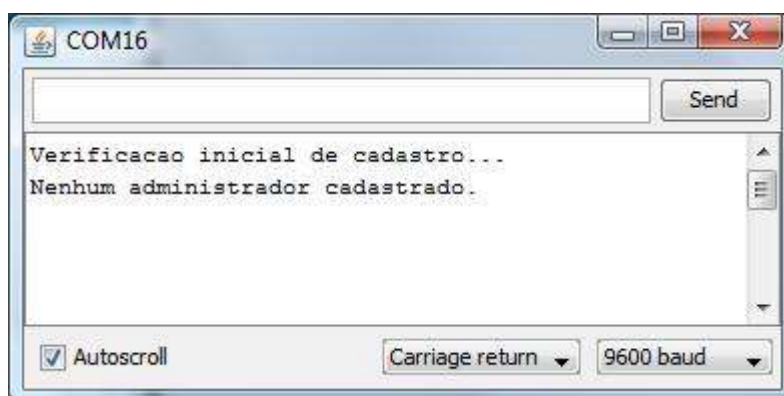 COM16
Send
Verificacao inicial de cadastro...
Nenhum administrador cadastrado.
Autoscroll
Carriage return
9600 baud